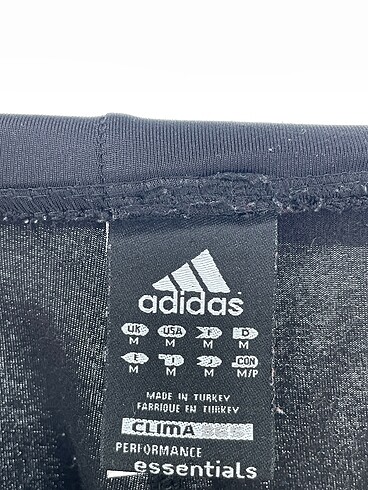 adidas
UK USA F D
M M M M
E I J CON
M M M M/P
MADE IN TURKEY
FABRIQUE EN TURKEY
CLIMA
PERFORMANCE
essentials